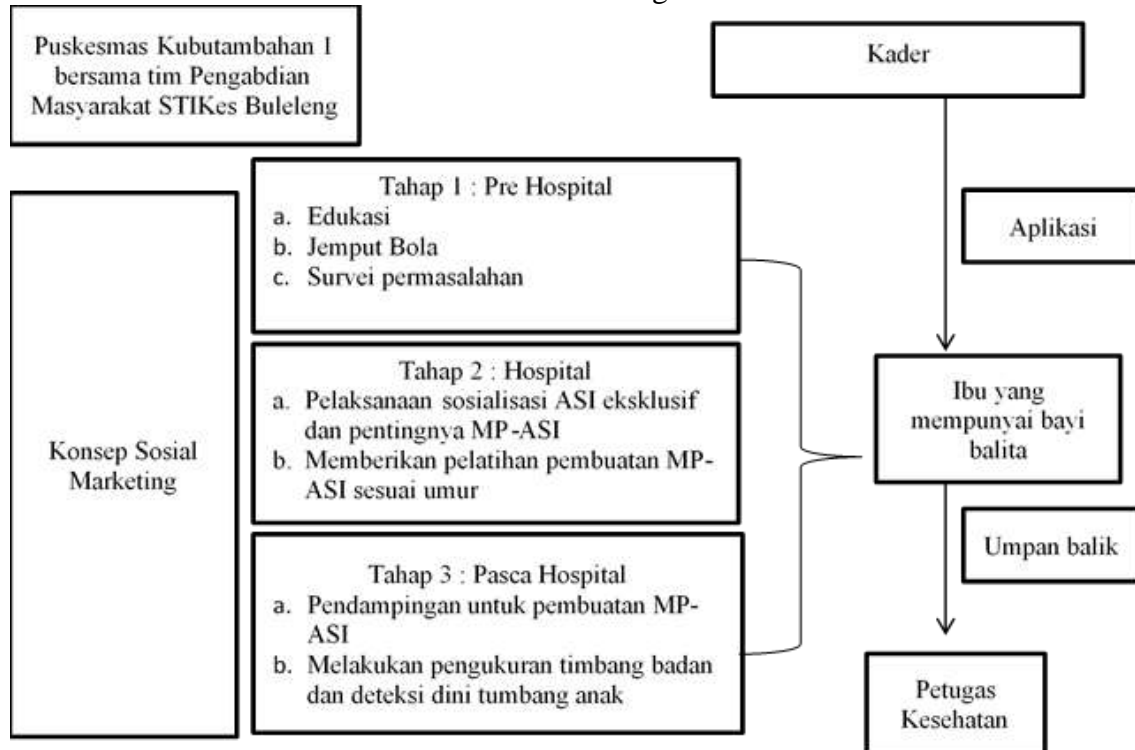 Puskesmas Kubutambahan 1
bersama tim Pengabdian
Masyarakat STIKes Buleleng
Kader
Konsep Sosial
Marketing
Tahap 1 : Pre Hospital
a. Edukasi
b. Jemput Bola
c. Survei permasalahan
Tahap 2 : Hospital
a. Pelaksanaan sosialisasi ASI eksklusif
dan pentingnya MP-ASI
b. Memberikan pelatihan pembuatan MP-
ASI sesuai umur
Tahap 3 : Pasca Hospital
a. Pendampingan untuk pembuatan MP-
ASI
b. Melakukan pengukuran timbang badan
dan deteksi dini tumbang anak
Aplikasi
Ibu yang
mempunyai bayi
balita
Umpan balik
Petugas
Kesehatan